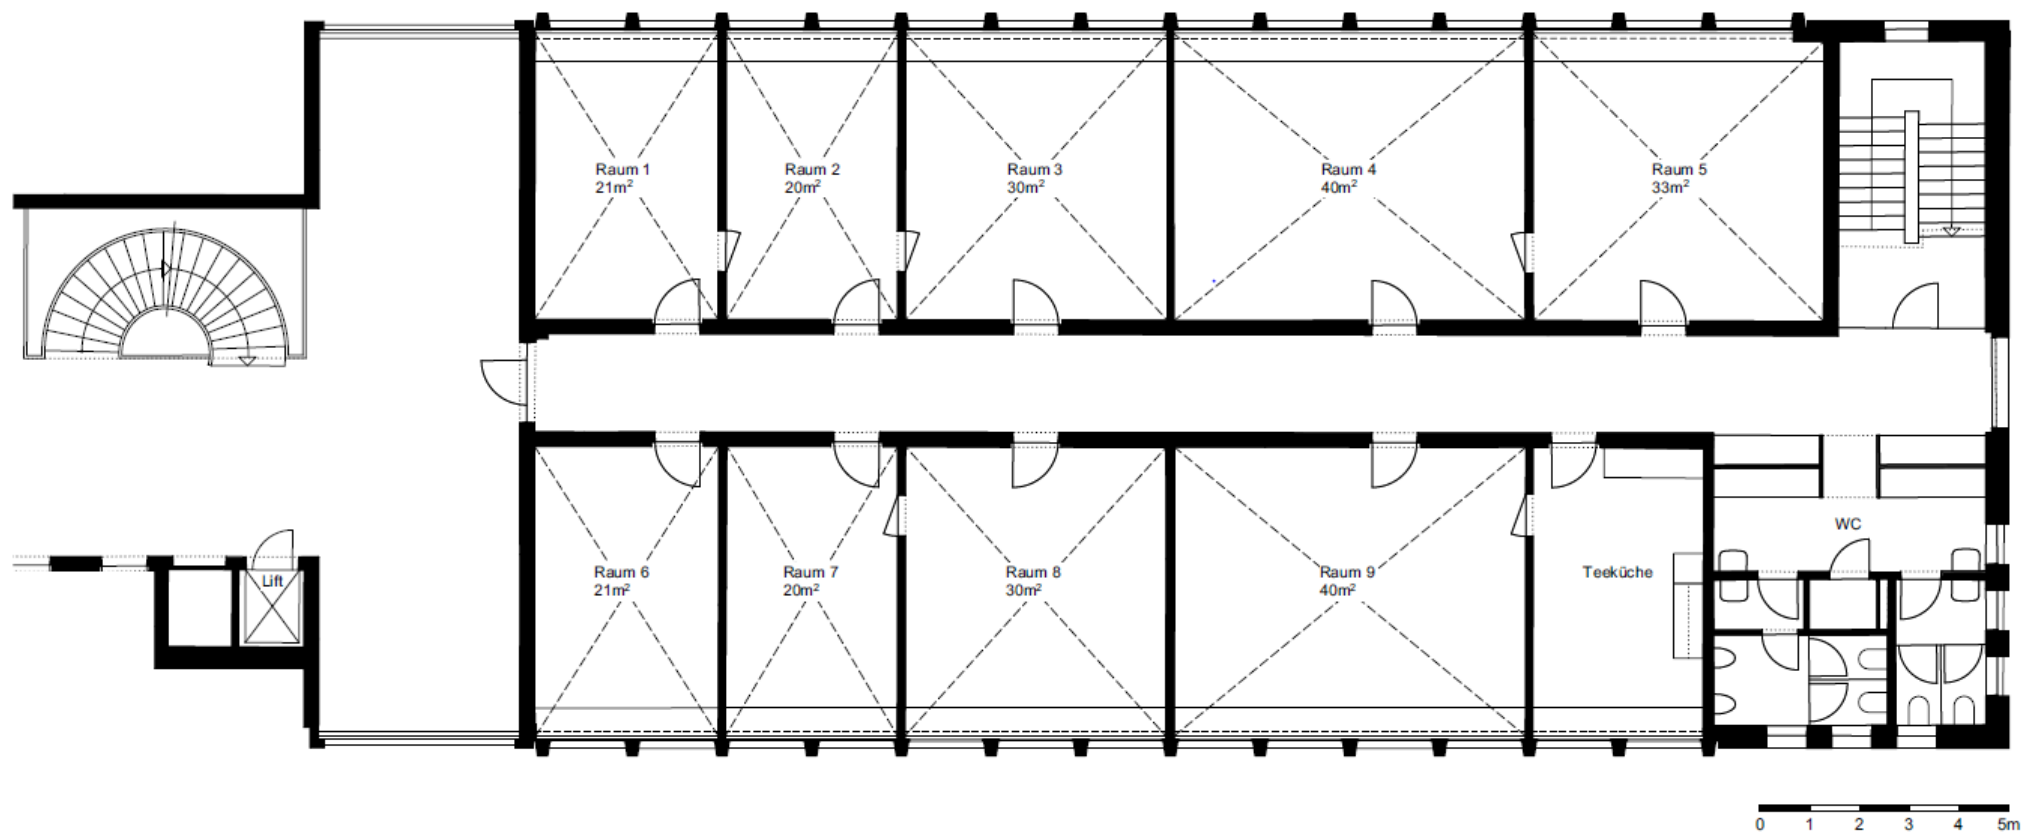 Raum 1
21m²
Raum 2
20m²
Raum 3
30m²
Raum 4
40m²
Raum 5
33m²
Lift
Raum 6
21m²
Raum 7
20m²
Raum 8
30m²
Raum 9
40m²
Teeküche
WC
0 1 2 3 4 5m